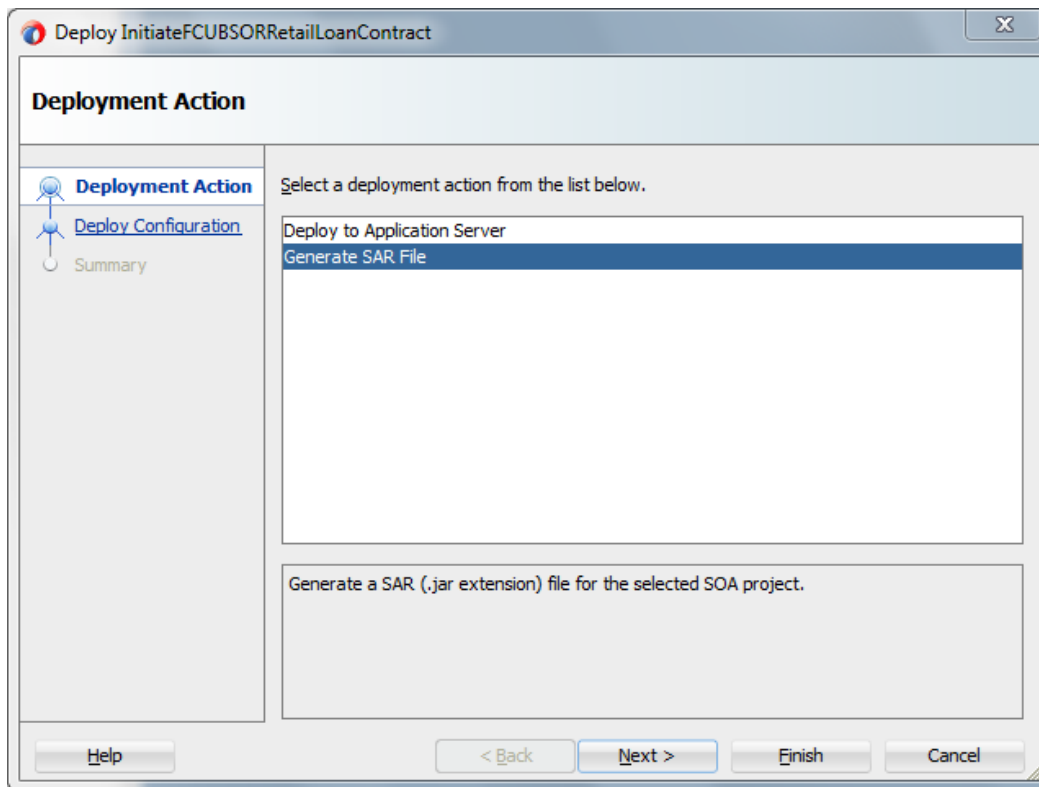 Deploy InitiateFCUBSORRetailLoanContract
Deployment Action
Deployment Action
Deploy Configuration
Summary
Select a deployment action from the list below.
Deploy to Application Server
Generate SAR File
Generate a SAR (.jar extension) file for the selected SOA project.
Help
< Back
Next >
Finish
Cancel